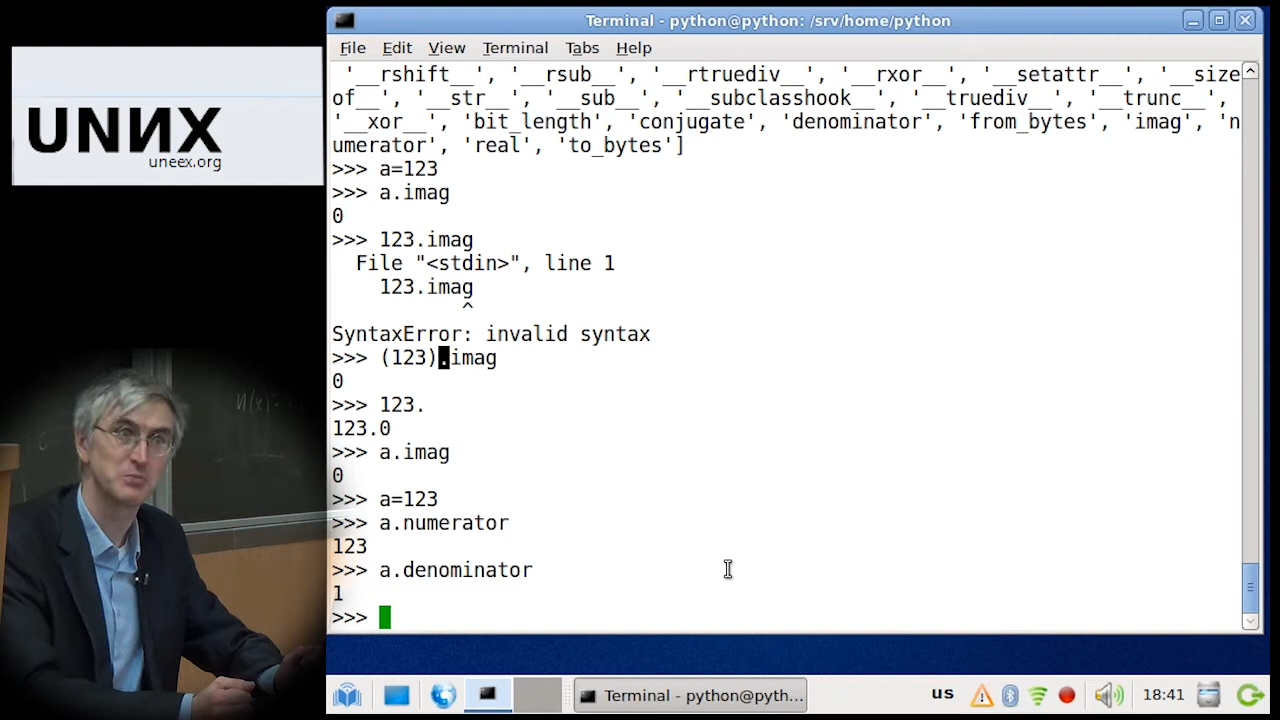 UNИX
uneex.org
Terminal - python@python: /srv/home/python
File Edit View Terminal Tabs Help
'__rshift__', '__rsub__', '__rtruediv__', '__rxor__', '__setattr__', '__size
of__', '__str__', '__sub__', '__subclasshook__', '__truediv__', '__trunc__',
'__xor__', 'bit_length', 'conjugate', 'denominator', 'from_bytes', 'imag', 'n
umerator', 'real', 'to_bytes']
>>> a=123
>>> a.imag
0
>>> 123.imag
File "<stdin>", line 1
123.imag
^
SyntaxError: invalid syntax
>>> (123).imag
0
>>> 123.
123.0
>>> a.imag
0
>>> a=123
>>> a.numerator
123
>>> a.denominator
1
>>>
Terminal - python@pyth...
us
18:41